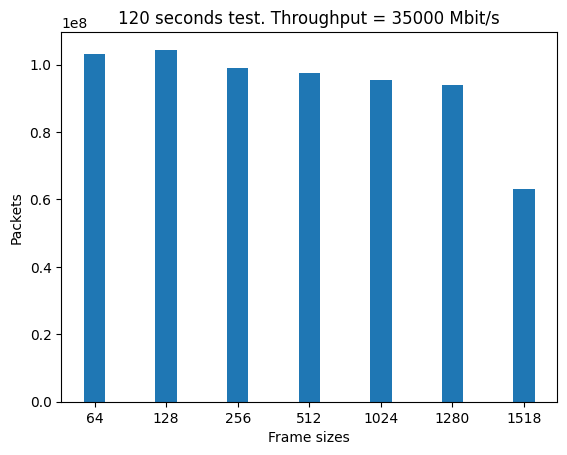 120 seconds test. Throughput = 35000 Mbit/s
1e8
1.0
0.8
0.6
0.4
0.2
0.0
Packets
64 128 256 512 1024 1280 1518
Frame sizes